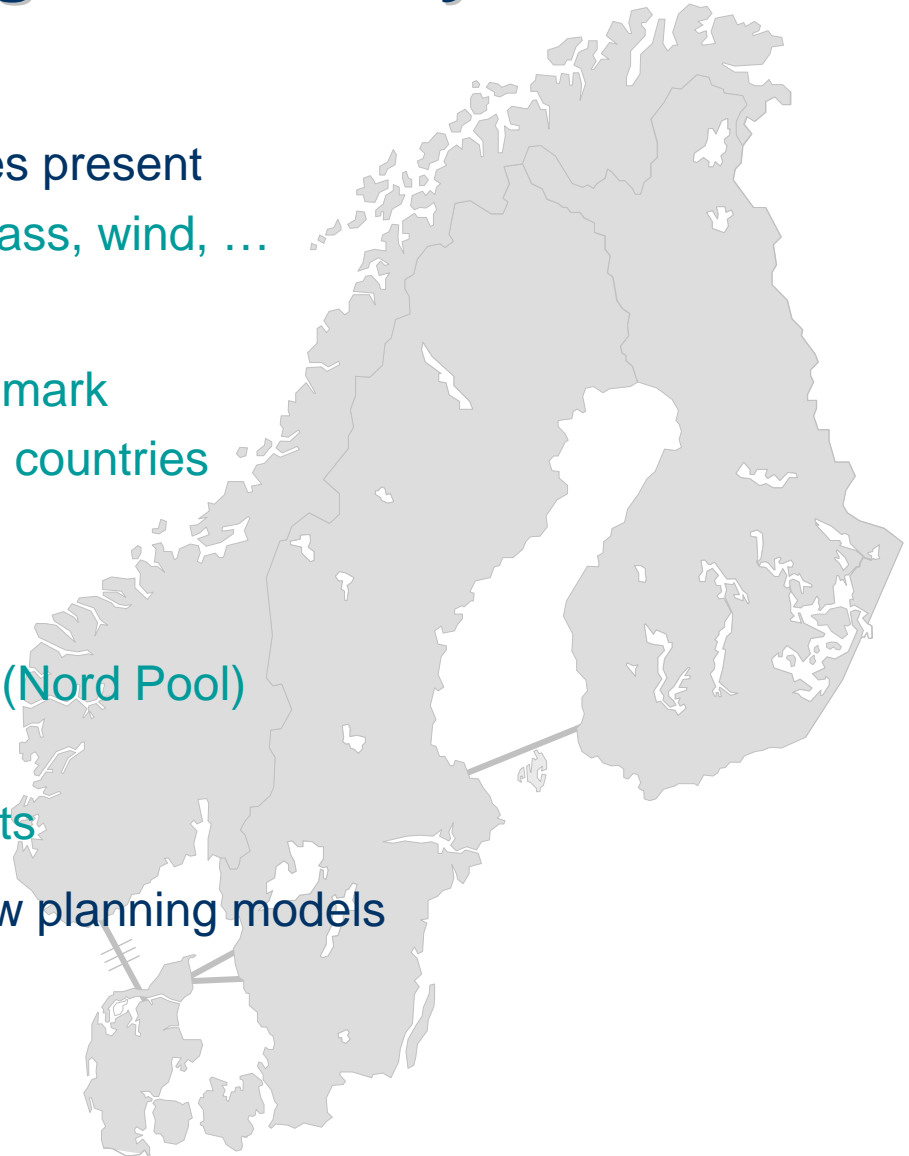 es present
ass, wind, …
mark
countries
(Nord Pool)
ts
w planning models